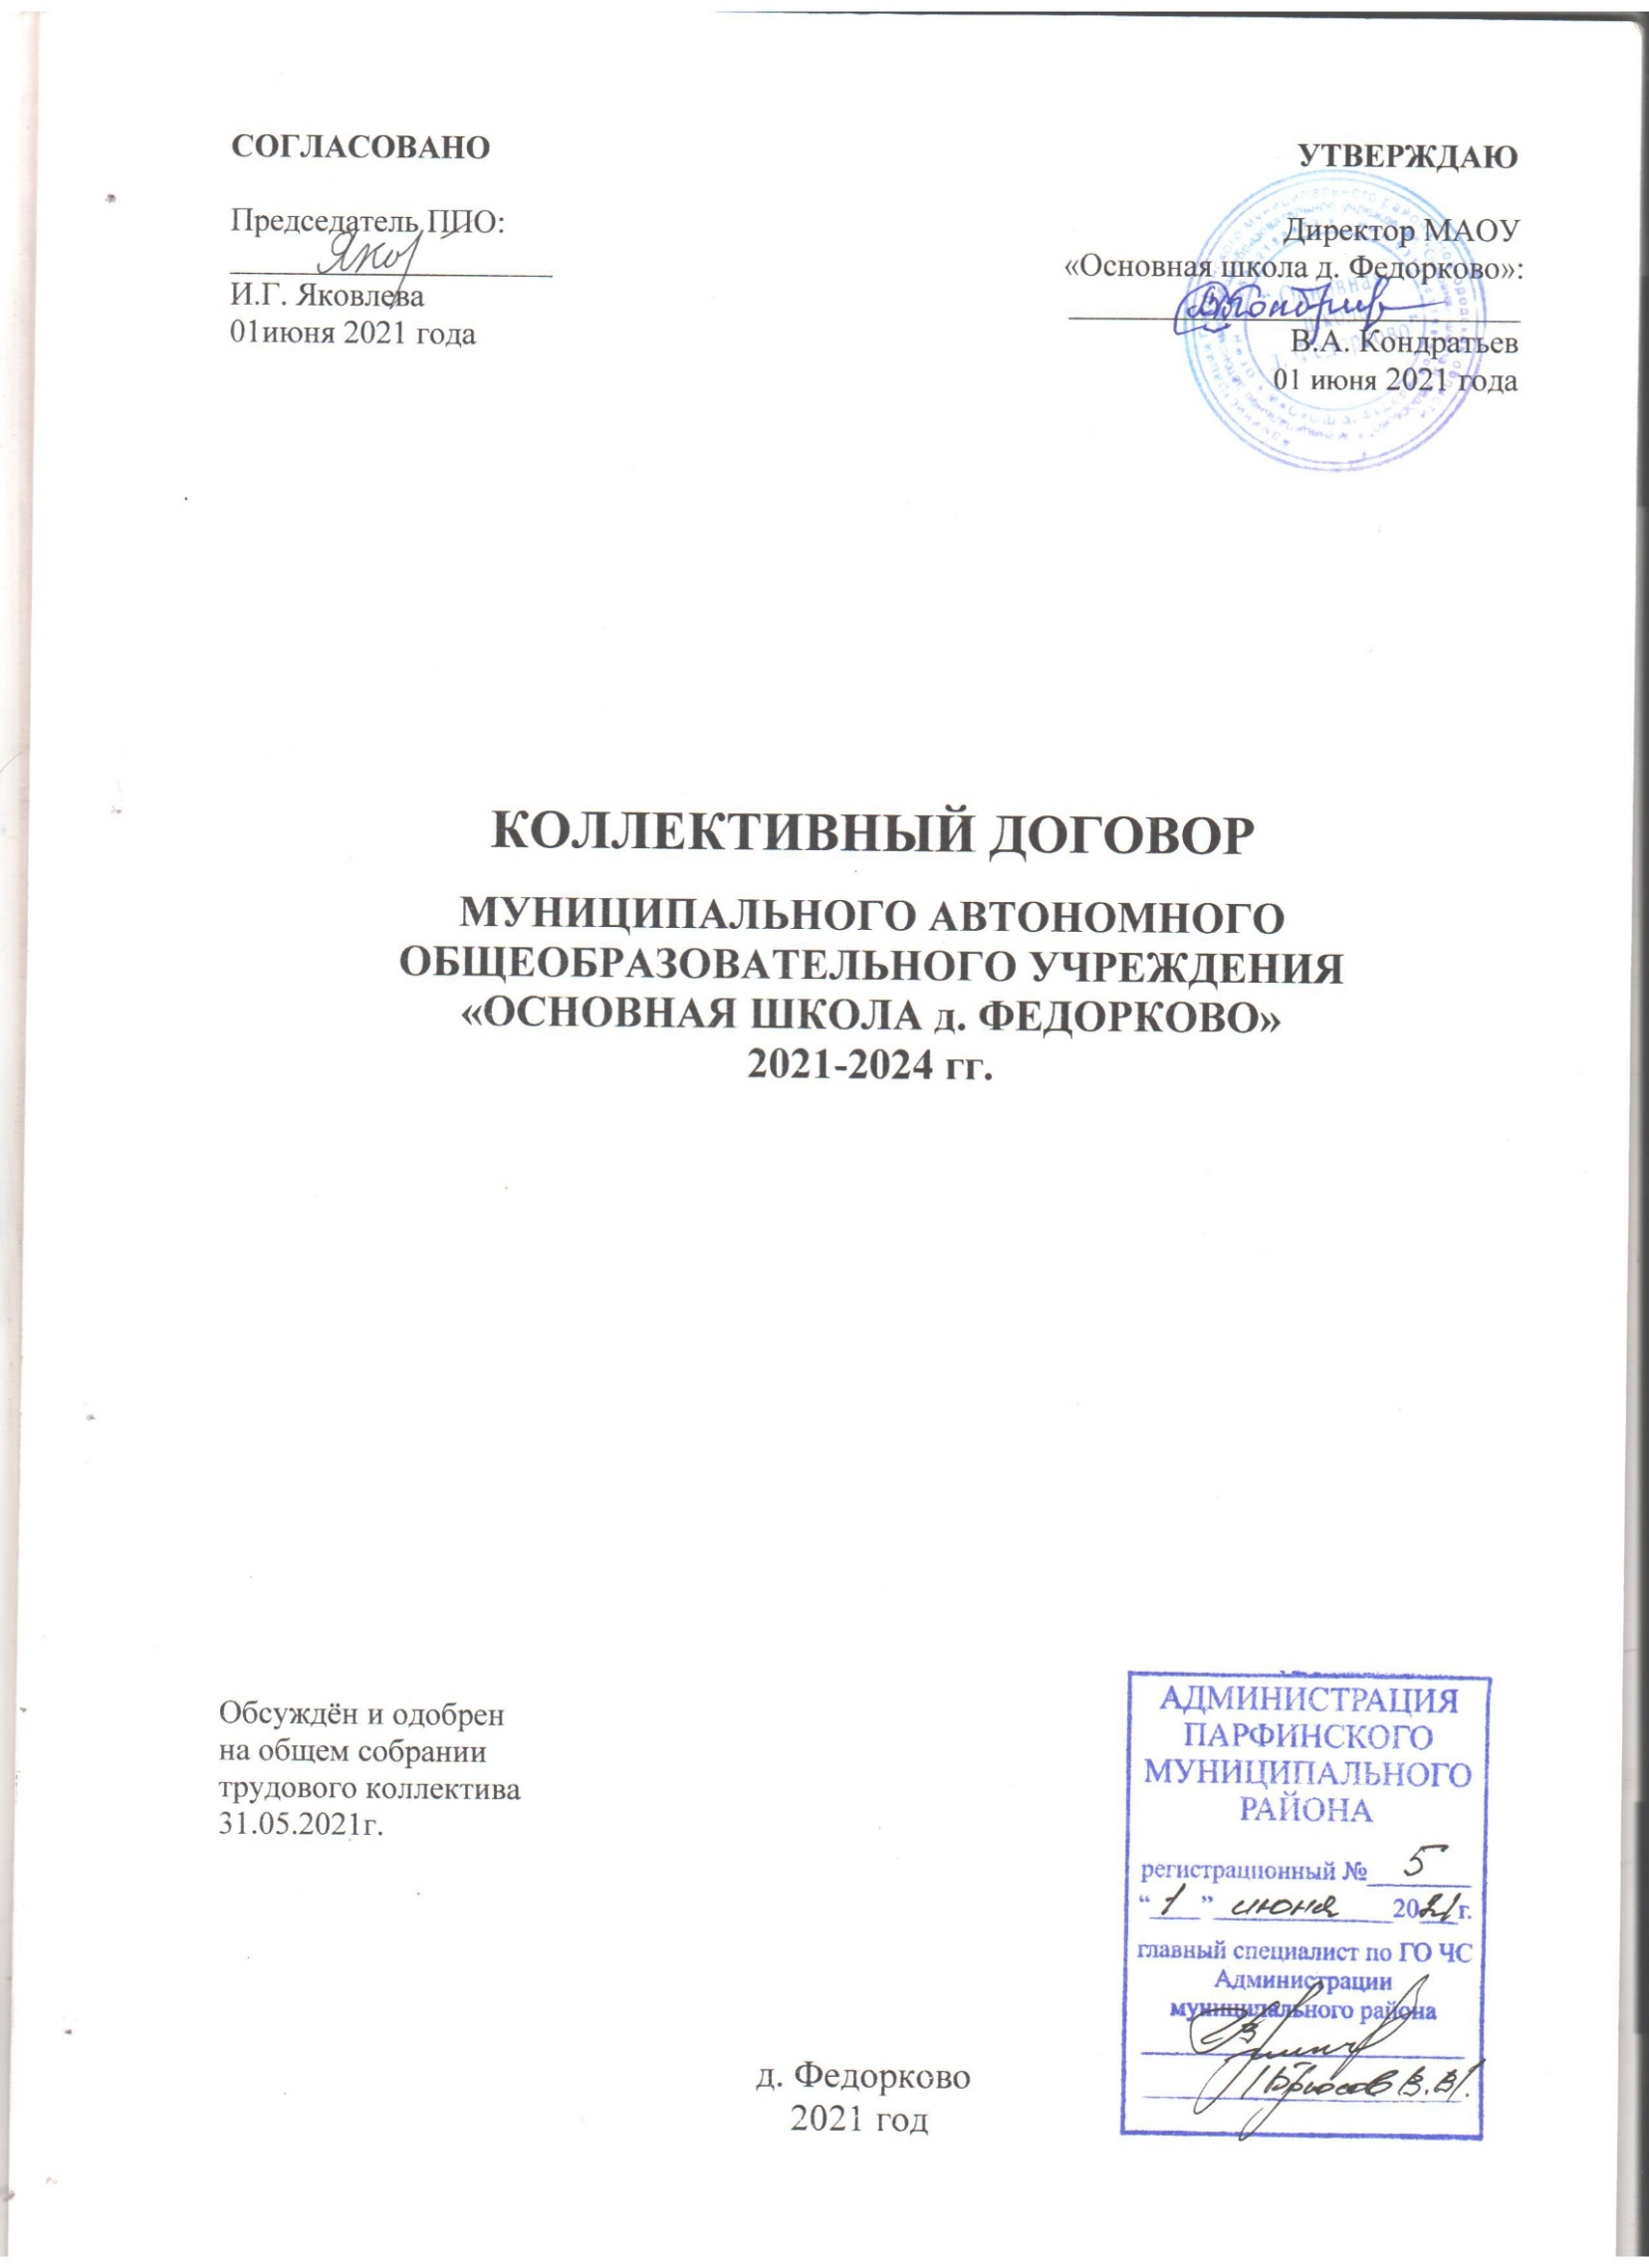 СОГЛАСОВАНО
Председатель ППО:
Яко
И.Г. Яковлева
01июня 2021 года
УТВЕРЖДАЮ
Директор МАОУ
«Основная школа д. Федорково»:
В.А. Кондратьев
01 июня 2021 года
КОЛЛЕКТИВНЫЙ ДОГОВОР
МУНИЦИПАЛЬНОГО АВТОНОМНОГО
ОБЩЕОБРАЗОВАТЕЛЬНОГО УЧРЕЖДЕНИЯ
«ОСНОВНАЯ ШКОЛА д. ФЕДОРКОВО»
2021-2024 гг.
Обсуждён и одобрен
на общем собрании
трудового коллектива
31.05.2021г.
АДМИНИСТРАЦИЯ
ПАРФИНСКОГО
МУНИЦИПАЛЬНОГО
РАЙОНА
регистрационный № 5
“ 1 ” июня 2021 г.
главный специалист по ГО ЧС
Администрации
муниципального района
Брюсов В.В.
д. Федорково
2021 год